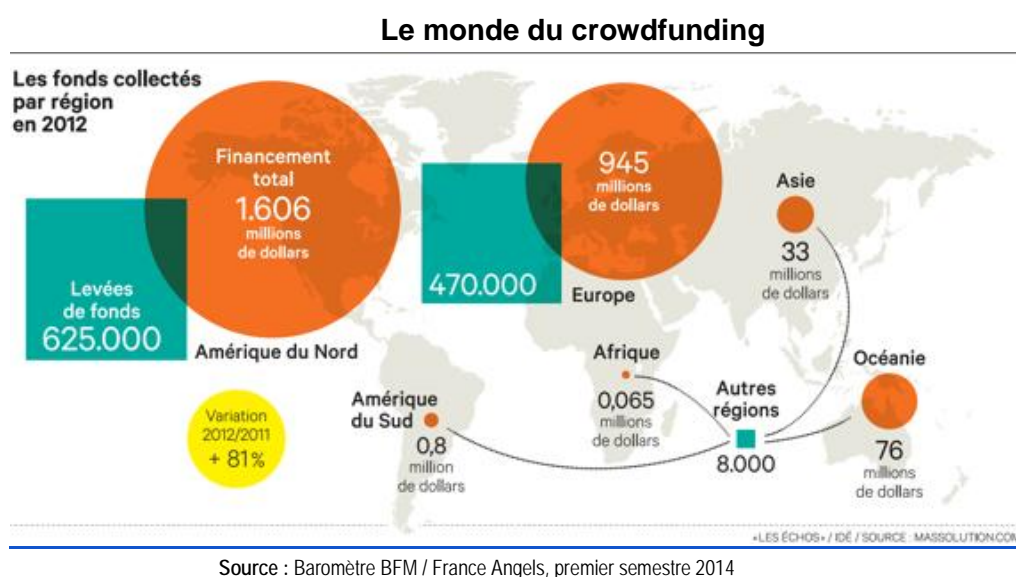 Le monde du crowdfunding
Les fonds collectés
par région
en 2012
Financement
total
1.606
millions
de dollars
Levées
de fonds
625.000
Amérique du Nord
945
millions
de dollars
470.000
Europe
Asie
33
millions
de dollars
Afrique
0,065
millions
de dollars
Autres
régions
8.000
Océanie
76
millions
de dollars
Amérique
du Sud
0,8
million
de dollars
Variation
2012/2011
+ 81%
«LES ÉCHOS» / IDÉ / SOURCE : MASSOLUTION.COM
Source : Baromètre BFM / France Angels, premier semestre 2014